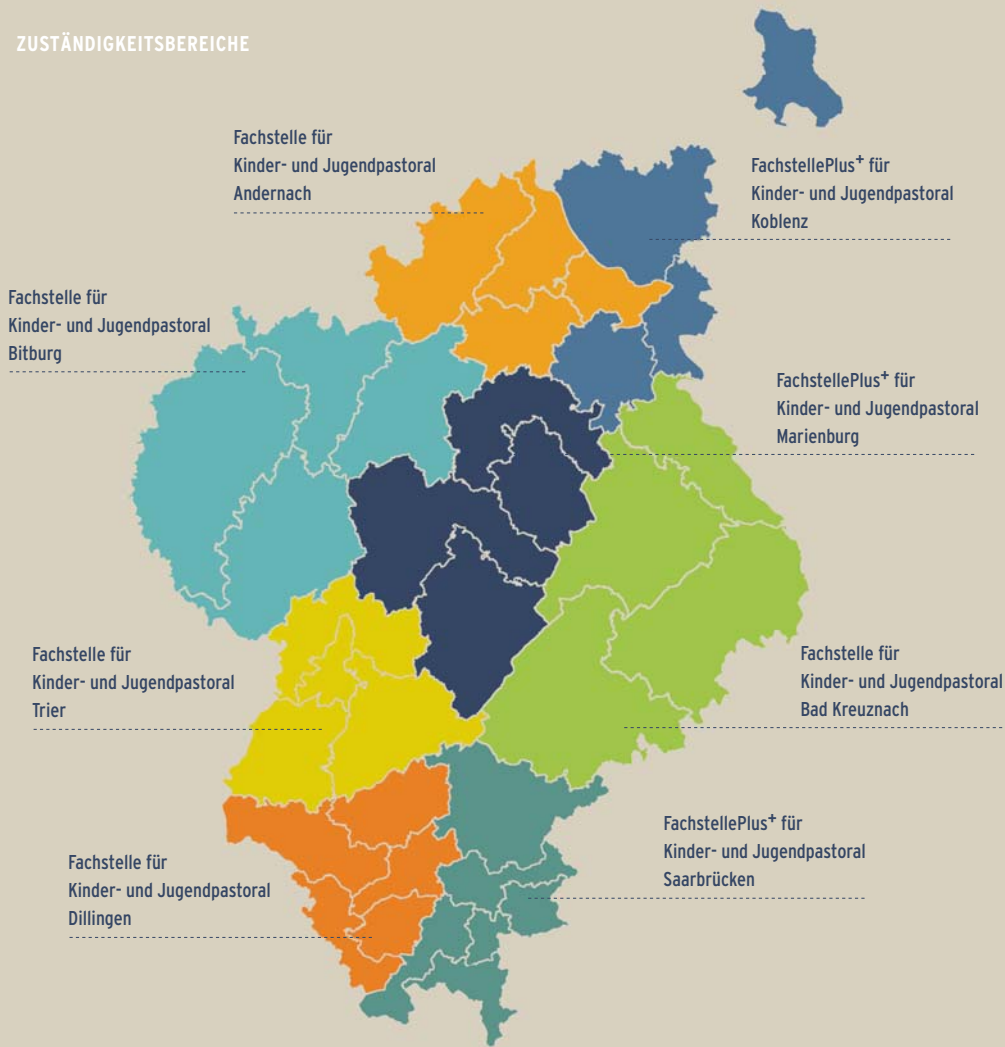 ZUSTÄNDIGKEITSBEREICHE
Fachstelle für
Kinder- und Jugendpastoral
Andernach
FachstellePlus+ für
Kinder- und Jugendpastoral
Koblenz
Fachstelle für
Kinder- und Jugendpastoral
Bitburg
FachstellePlus+ für
Kinder- und Jugendpastoral
Marienburg
Fachstelle für
Kinder- und Jugendpastoral
Trier
Fachstelle für
Kinder- und Jugendpastoral
Bad Kreuznach
FachstellePlus+ für
Kinder- und Jugendpastoral
Saarbrücken
Fachstelle für
Kinder- und Jugendpastoral
Dillingen